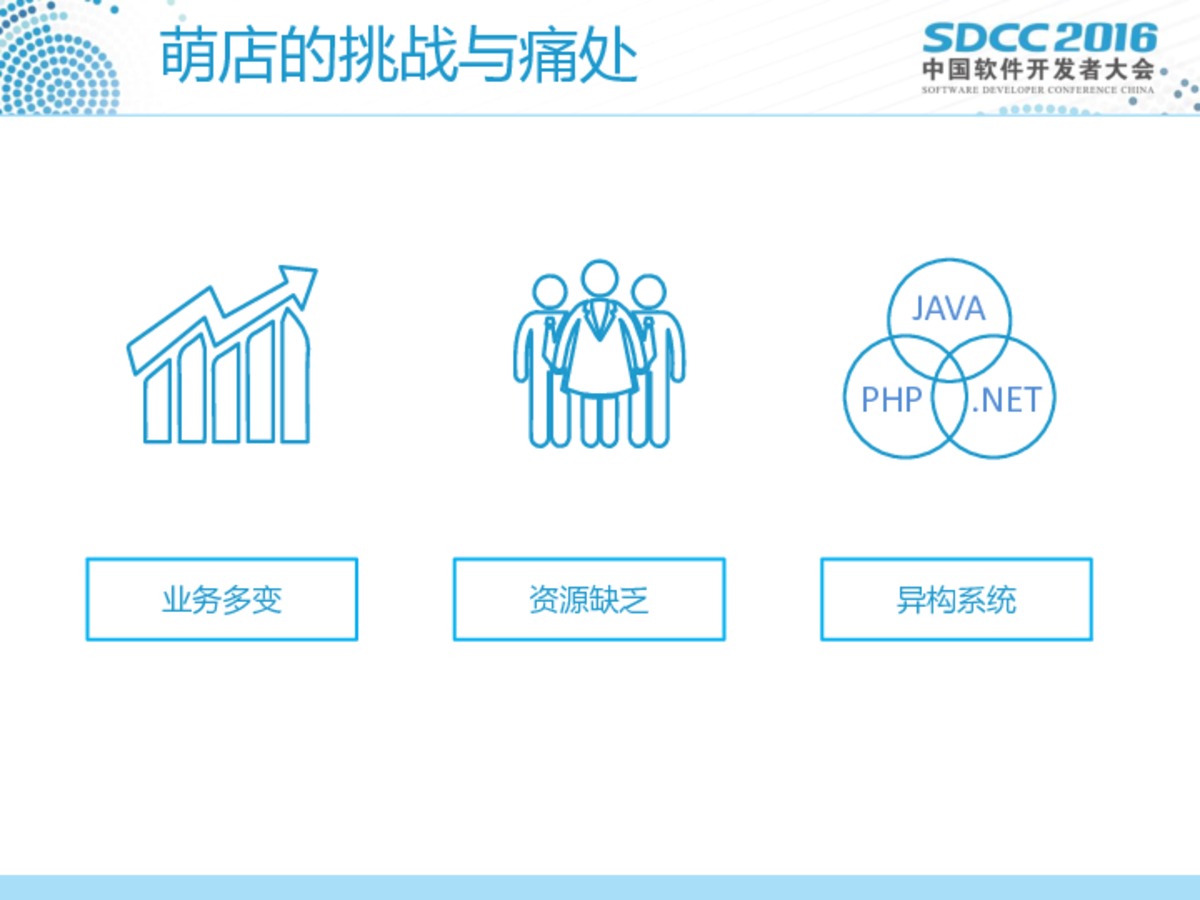 萌店的挑战与痛处
SDCC 2016
中国软件开发者大会
SOFTWARE DEVELOPER CONFERENCE CHINA
JAVA
PHP
.NET
业务多变
资源缺乏
异构系统